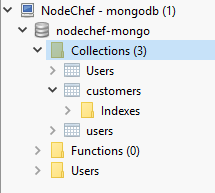 NodeChef - mongodb (1)
nodechef-mongo
Collections (3)
Users
customers
Indexes
users
Functions (0)
Users